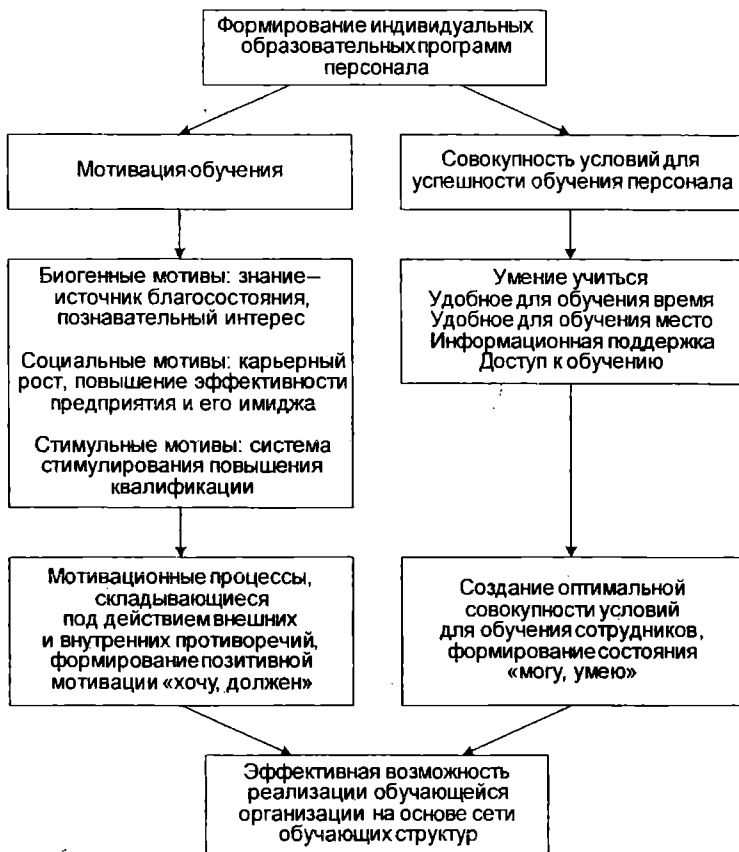 Формирование индивидуальных
образовательных программ
персонала
Мотивация обучения
Совокупность условий для
успешности обучения персонала
Биогенные мотивы: знание–
источник благосостояния,
познавательный интерес
Социальные мотивы: карьерный
рост, повышение эффективности
предприятия и его имиджа
Стимульные мотивы: система
стимулирования повышения
квалификации
Умение учиться
Удобное для обучения время
Удобное для обучения место
Информационная поддержка
Доступ к обучению
Мотивационные процессы,
складывающиеся
под действием внешних
и внутренних противоречий,
формирование позитивной
мотивации «хочу, должен»
Создание оптимальной
совокупности условий
для обучения сотрудников,
формирование состояния
«могу, умею»
Эффективная возможность
реализации обучающейся
организации на основе сети
обучающих структур